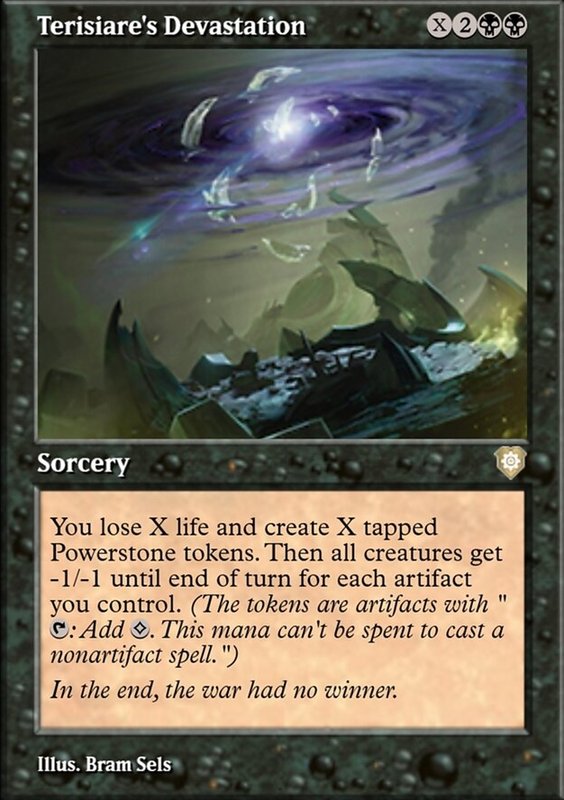 Terisiare's Devastation X 2
Sorcery
You lose X life and create X tapped
Powerstone tokens. Then all creatures get
-1/-1 until end of turn for each artifact
you control. (The tokens are artifacts with "
: Add . This mana can't be spent to cast a
nonartifact spell.")
In the end, the war had no winner.
Illus. Bram Sels